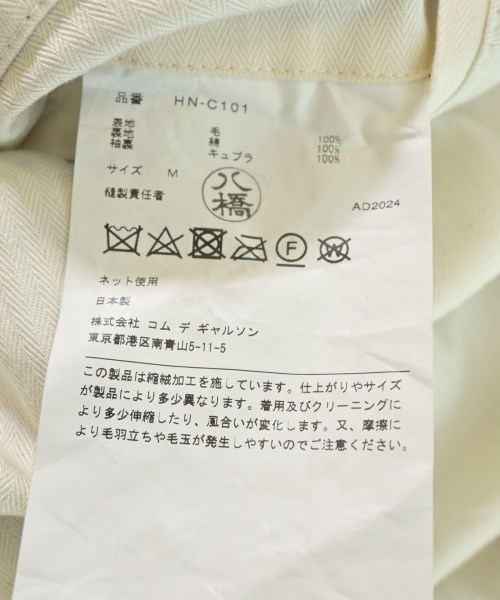 品番 HN-C101
表地 毛 100%
裏地 綿 100%
袖裏 キュプラ 100%
サイズ M
縫製責任者 八橋
AD2024
F W
ネット使用
日本製
株式会社 コム デ ギャルソン
東京都港区南青山5-11-5
この製品は縮絨加工を施しています。仕上がりやサイズ
が製品により多少異なります。着用及びクリーニングに
より多少伸縮したり、風合いが変化します。又、摩擦に
より毛羽立ちや毛玉が発生しやすいのでご注意ください。